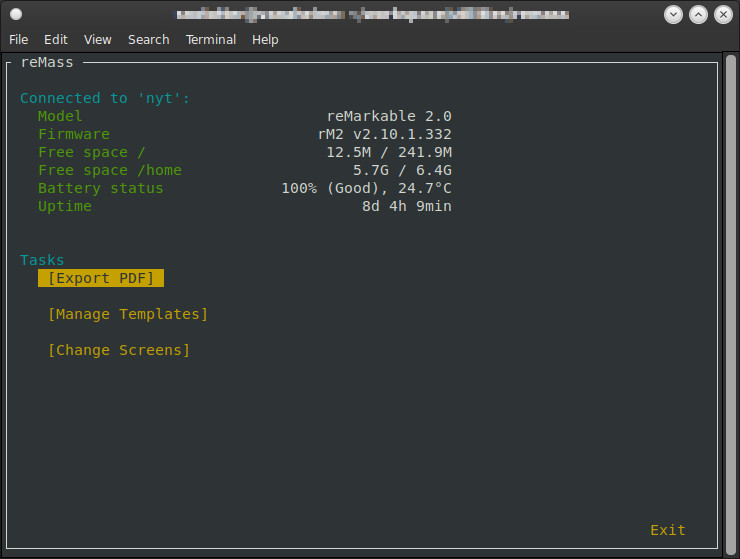 File Edit View Search Terminal Help
reMass
Connected to 'nyt':
Model reMarkable 2.0
Firmware rM2 v2.10.1.332
Free space / 12.5M / 241.9M
Free space /home 5.7G / 6.4G
Battery status 100% (Good), 24.7°C
Uptime 8d 4h 9min
Tasks
[Export PDF]
[Manage Templates]
[Change Screens]
Exit